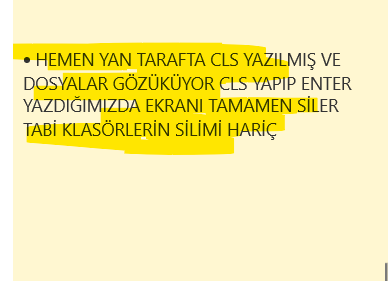 • HEMEN YAN TARAFTA CLS YAZILMIŞ VE
DOSYALAR GÖZÜKÜYOR CLS YAPIP ENTER
YAZDIĞIMIZDA EKRANI TAMAMEN SİLER
TABİ KLASÖRLERİN SİLİMİ HARİÇ